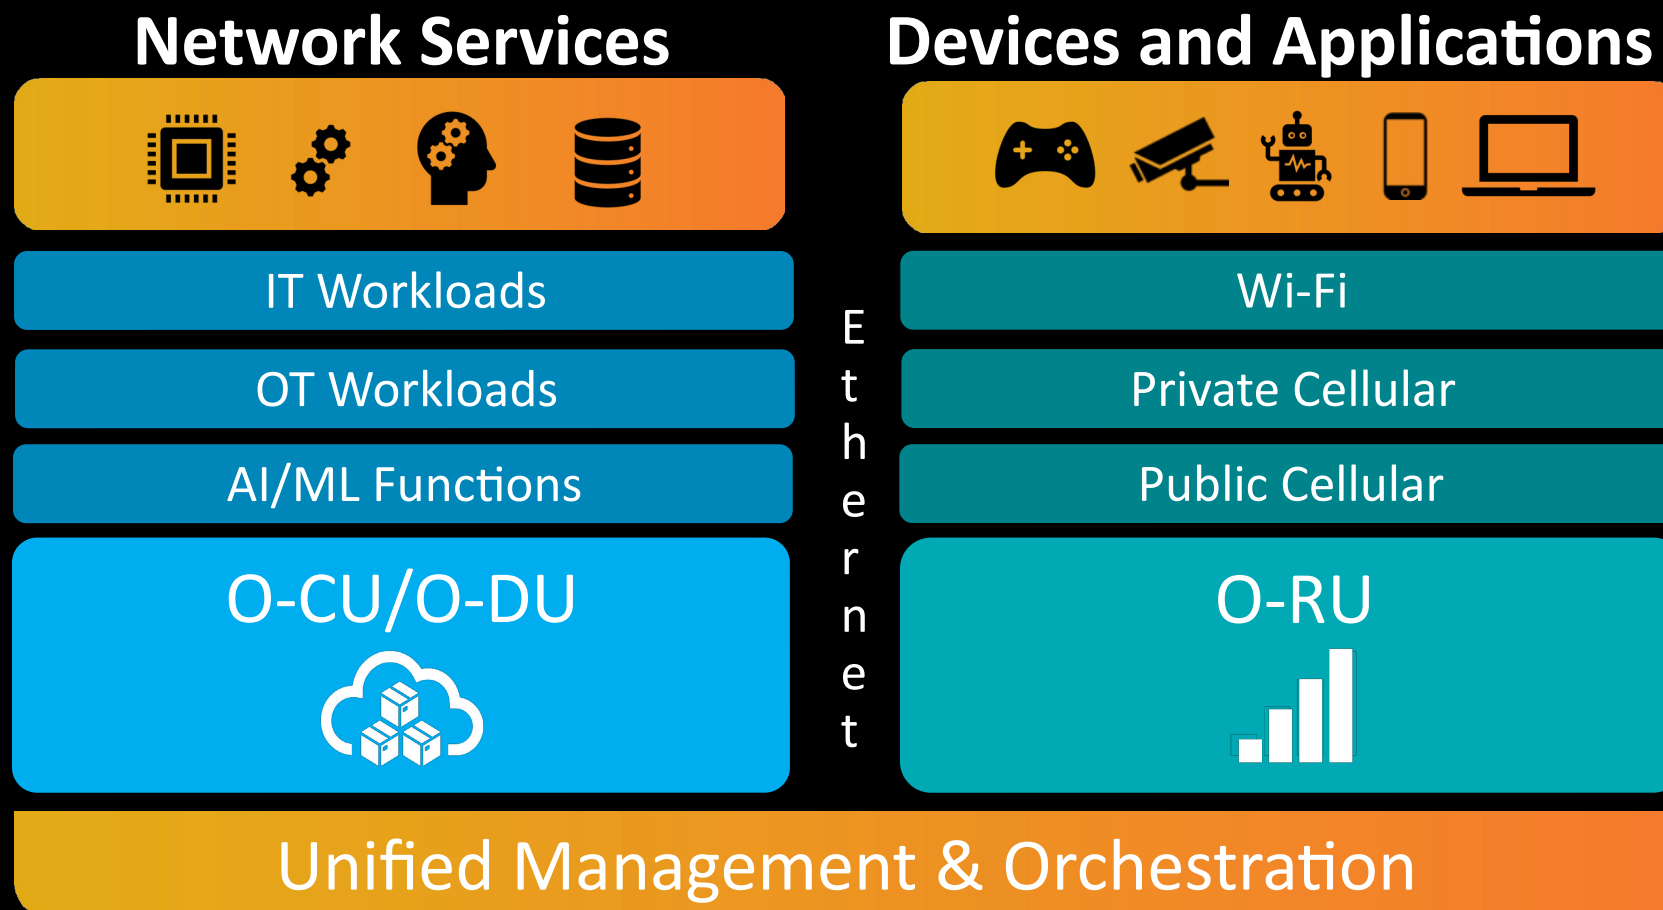 Network Services
IT Workloads
OT Workloads
AI/ML Functions
O-CU/O-DU
Ethernet
Devices and Applications
Wi-Fi
Private Cellular
Public Cellular
O-RU
Unified Management & Orchestration